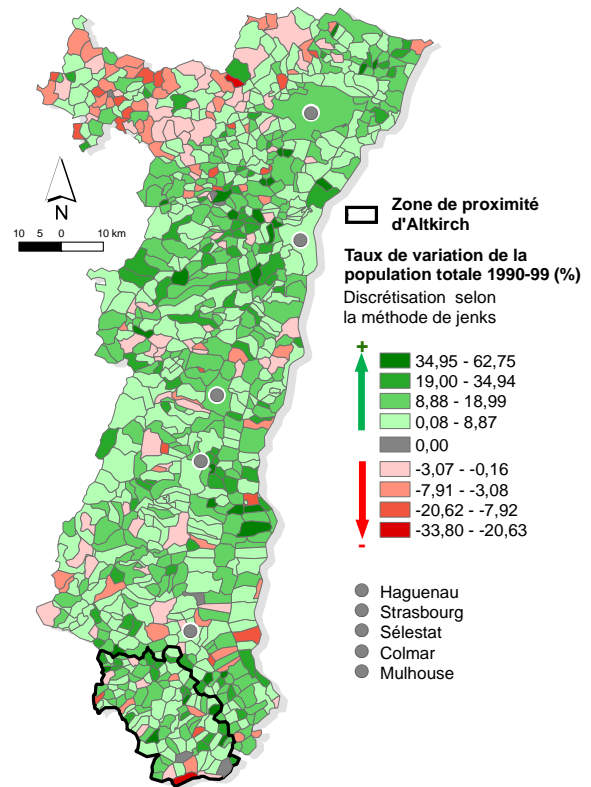 N
10 5 0 10 km
Zone de proximité
d'Altkirch
Taux de variation de la
population totale 1990-99 (%)
Discrétisation selon
la méthode de jenks
+
34,95 - 62,75
19,00 - 34,94
8,88 - 18,99
0,08 - 8,87
0,00
-3,07 - -0,16
-7,91 - -3,08
-20,62 - -7,92
-33,80 - -20,63
-
Haguenau
Strasbourg
Sélestat
Colmar
Mulhouse